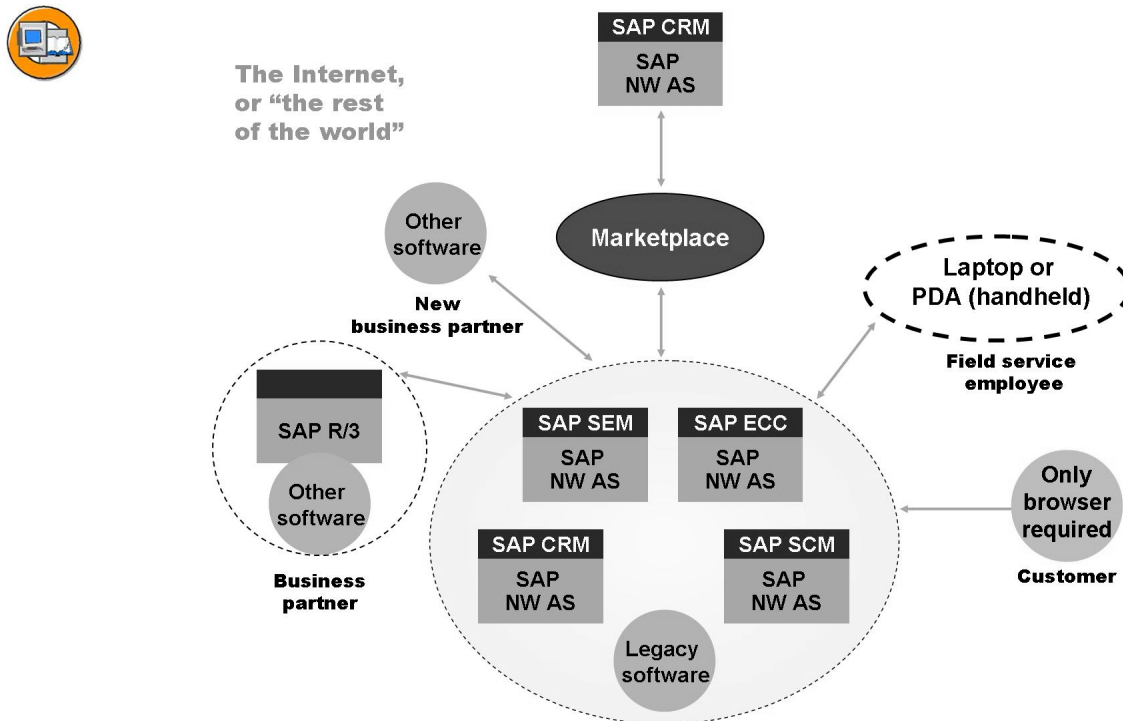 SAP CRM
SAP
NW AS
The Internet,
or “the rest
of the world”
Other
software
New
business partner
Marketplace
Laptop or
PDA (handheld)
Field service
employee
SAP R/3
Other
software
Business
partner
SAP SEM
SAP
NW AS
SAP ECC
SAP
NW AS
SAP CRM
SAP
NW AS
SAP SCM
SAP
NW AS
Legacy
software
Only
browser
required
Customer